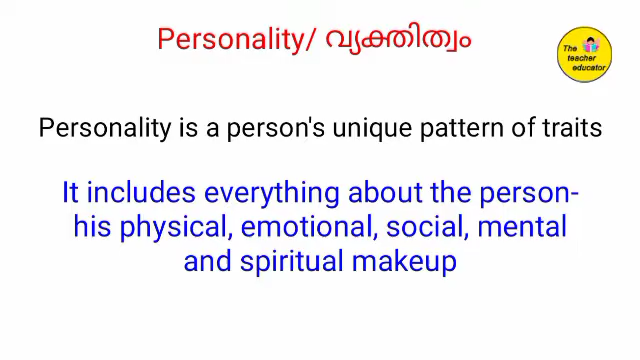 Personality/ വ്യക്തിത്വം
The
teacher
educator
Personality is a person's unique pattern of traits
It includes everything about the person-
his physical, emotional, social, mental
and spiritual makeup